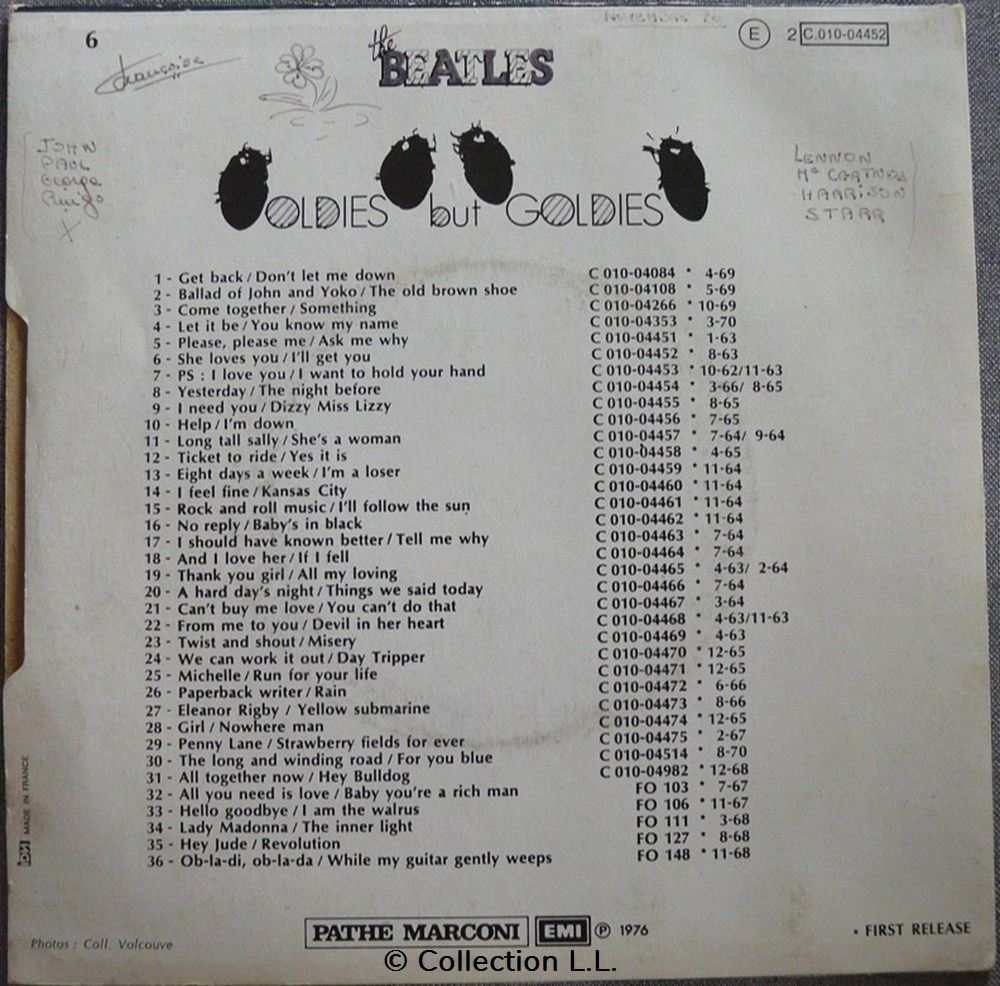 6
Françoise
the BEATLES
NOVEMBRE 76
E 2 C.010-04452
JOHN
PAUL
George
Ringo
X
LENNON
Mc CARTNEY
HARRISON
STARR
OLDIES but GOLDIES
1 - Get back / Don't let me down C 010-04084 * 4-69
2 - Ballad of John and Yoko / The old brown shoe C 010-04108 * 5-69
3 - Come together / Something C 010-04266 * 10-69
4 - Let it be / You know my name C 010-04353 * 3-70
5 - Please, please me / Ask me why C 010-04451 * 1-63
6 - She loves you / I'll get you C 010-04452 * 8-63
7 - PS : I love you / I want to hold your hand C 010-04453 * 10-62/11-63
8 - Yesterday / The night before C 010-04454 * 3-66/ 8-65
9 - I need you / Dizzy Miss Lizzy C 010-04455 * 8-65
10 - Help / I'm down C 010-04456 * 7-65
11 - Long tall sally / She's a woman C 010-04457 * 7-64/ 9-64
12 - Ticket to ride / Yes it is C 010-04458 * 4-65
13 - Eight days a week / I'm a loser C 010-04459 * 11-64
14 - I feel fine / Kansas City C 010-04460 * 11-64
15 - Rock and roll music / I'll follow the sun C 010-04461 * 11-64
16 - No reply / Baby's in black C 010-04462 * 11-64
17 - I should have known better / Tell me why C 010-04463 * 7-64
18 - And I love her / If I fell C 010-04464 * 7-64
19 - Thank you girl / All my loving C 010-04465 * 4-63/ 2-64
20 - A hard day's night / Things we said today C 010-04466 * 7-64
21 - Can't buy me love / You can't do that C 010-04467 * 3-64
22 - From me to you / Devil in her heart C 010-04468 * 4-63/11-63
23 - Twist and shout / Misery C 010-04469 * 4-63
24 - We can work it out / Day Tripper C 010-04470 * 12-65
25 - Michelle / Run for your life C 010-04471 * 12-65
26 - Paperback writer / Rain C 010-04472 * 6-66
27 - Eleanor Rigby / Yellow submarine C 010-04473 * 8-66
28 - Girl / Nowhere man C 010-04474 * 12-65
29 - Penny Lane / Strawberry fields for ever C 010-04475 * 2-67
30 - The long and winding road / For you blue C 010-04514 * 8-70
31 - All together now / Hey Bulldog C 010-04982 * 12-68
32 - All you need is love / Baby you're a rich man FO 103 * 7-67
33 - Hello goodbye / I am the walrus FO 106 * 11-67
34 - Lady Madonna / The inner light FO 111 * 3-68
35 - Hey Jude / Revolution FO 127 * 8-68
36 - Ob-la-di, ob-la-da / While my guitar gently weeps FO 148 * 11-68
MADE IN FRANCE
Photos : Coll. Volcouve
PATHE MARCONI EMI ℗ 1976
* FIRST RELEASE
© Collection L.L.